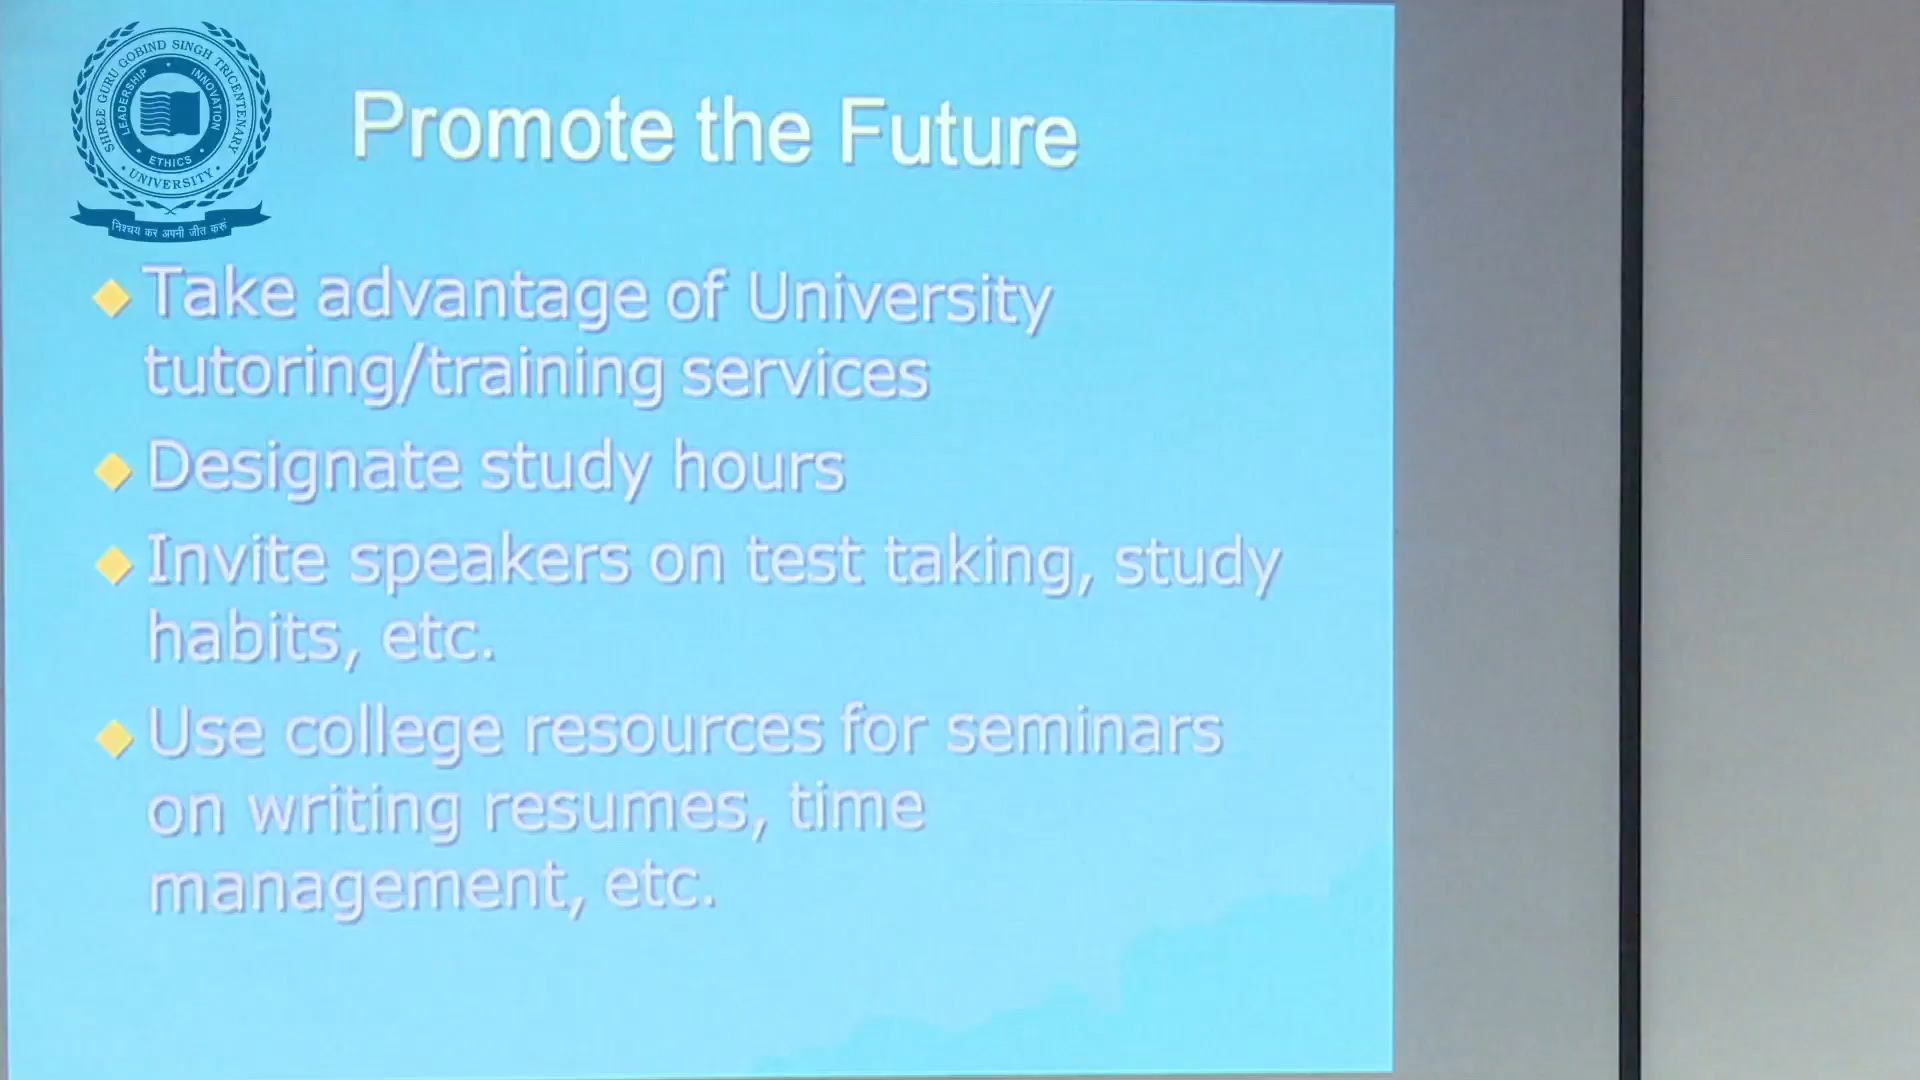 SHREE GURU GOBIND SINGH TRICENTENARY
UNIVERSITY
LEADERSHIP
INNOVATION
ETHICS
निश्चय कर अपनी जीत करूं
Promote the Future
Take advantage of University
tutoring/training services
Designate study hours
Invite speakers on test taking, study
habits, etc.
Use college resources for seminars
on writing resumes, time
management, etc.